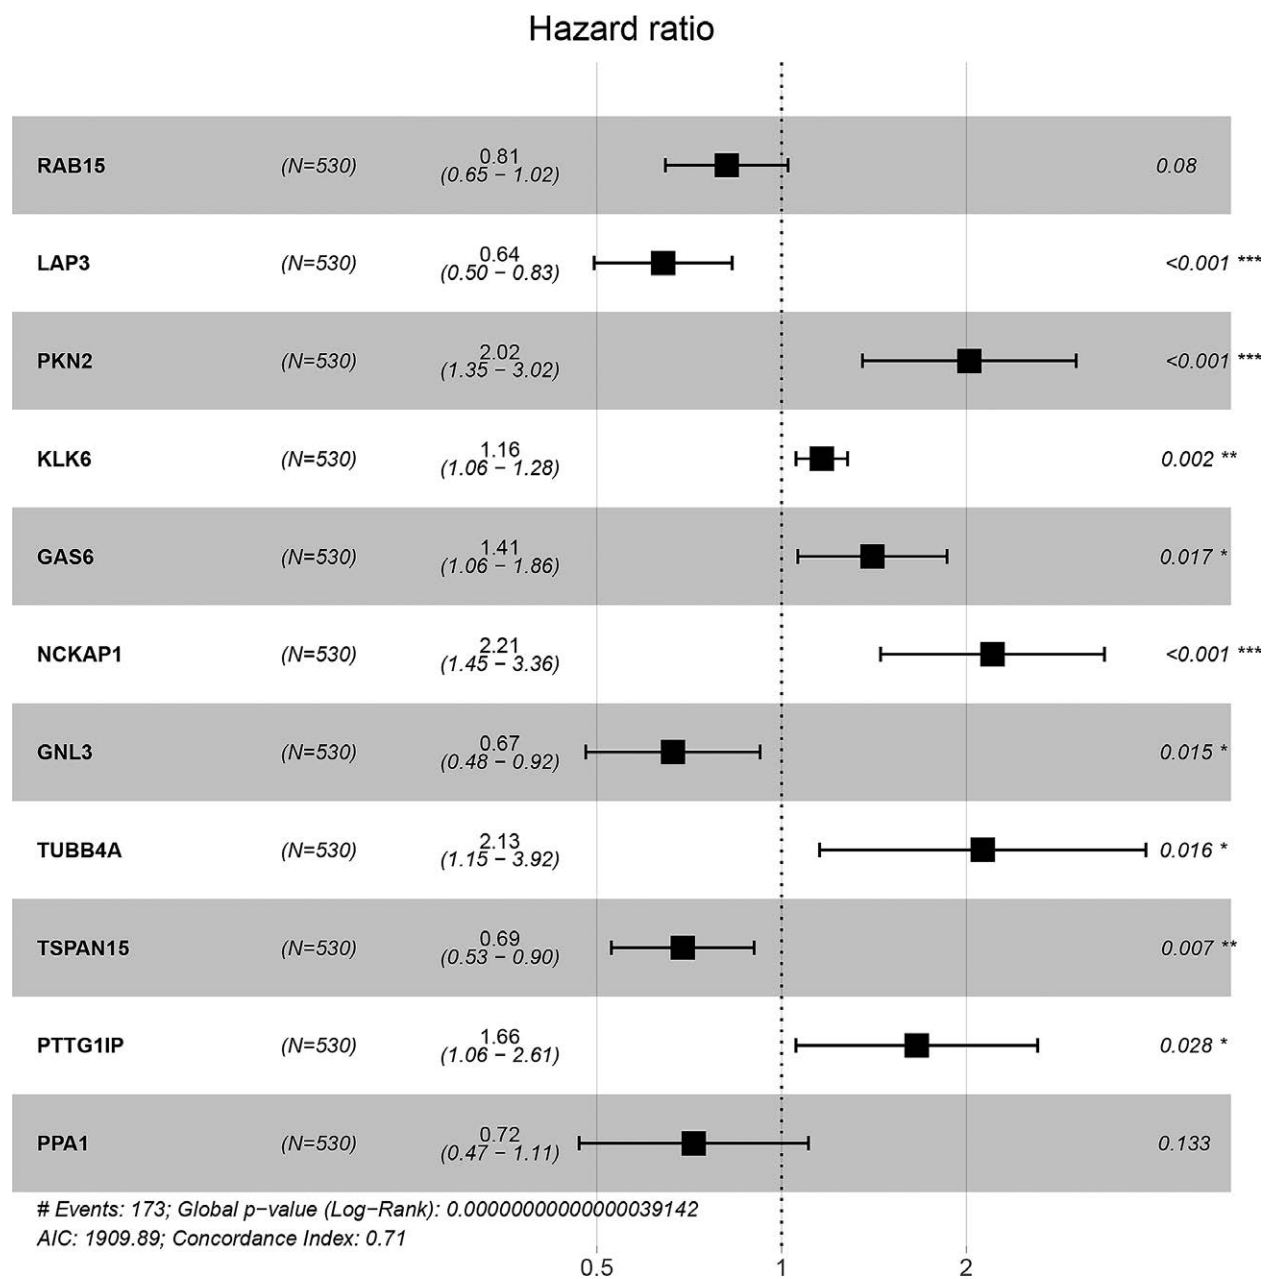 Hazard ratio
RAB15 (N=530) 0.81 (0.65 − 1.02) 0.08
LAP3 (N=530) 0.64 (0.50 − 0.83) <0.001 ***
PKN2 (N=530) 2.02 (1.35 − 3.02) <0.001 ***
KLK6 (N=530) 1.16 (1.06 − 1.28) 0.002 **
GAS6 (N=530) 1.41 (1.06 − 1.86) 0.017 *
NCKAP1 (N=530) 2.21 (1.45 − 3.36) <0.001 ***
GNL3 (N=530) 0.67 (0.48 − 0.92) 0.015 *
TUBB4A (N=530) 2.13 (1.15 − 3.92) 0.016 *
TSPAN15 (N=530) 0.69 (0.53 − 0.90) 0.007 **
PTTG1IP (N=530) 1.66 (1.06 − 2.61) 0.028 *
PPA1 (N=530) 0.72 (0.47 − 1.11) 0.133
# Events: 173; Global p−value (Log−Rank): 0.00000000000000039142
AIC: 1909.89; Concordance Index: 0.71
0.5 1 2